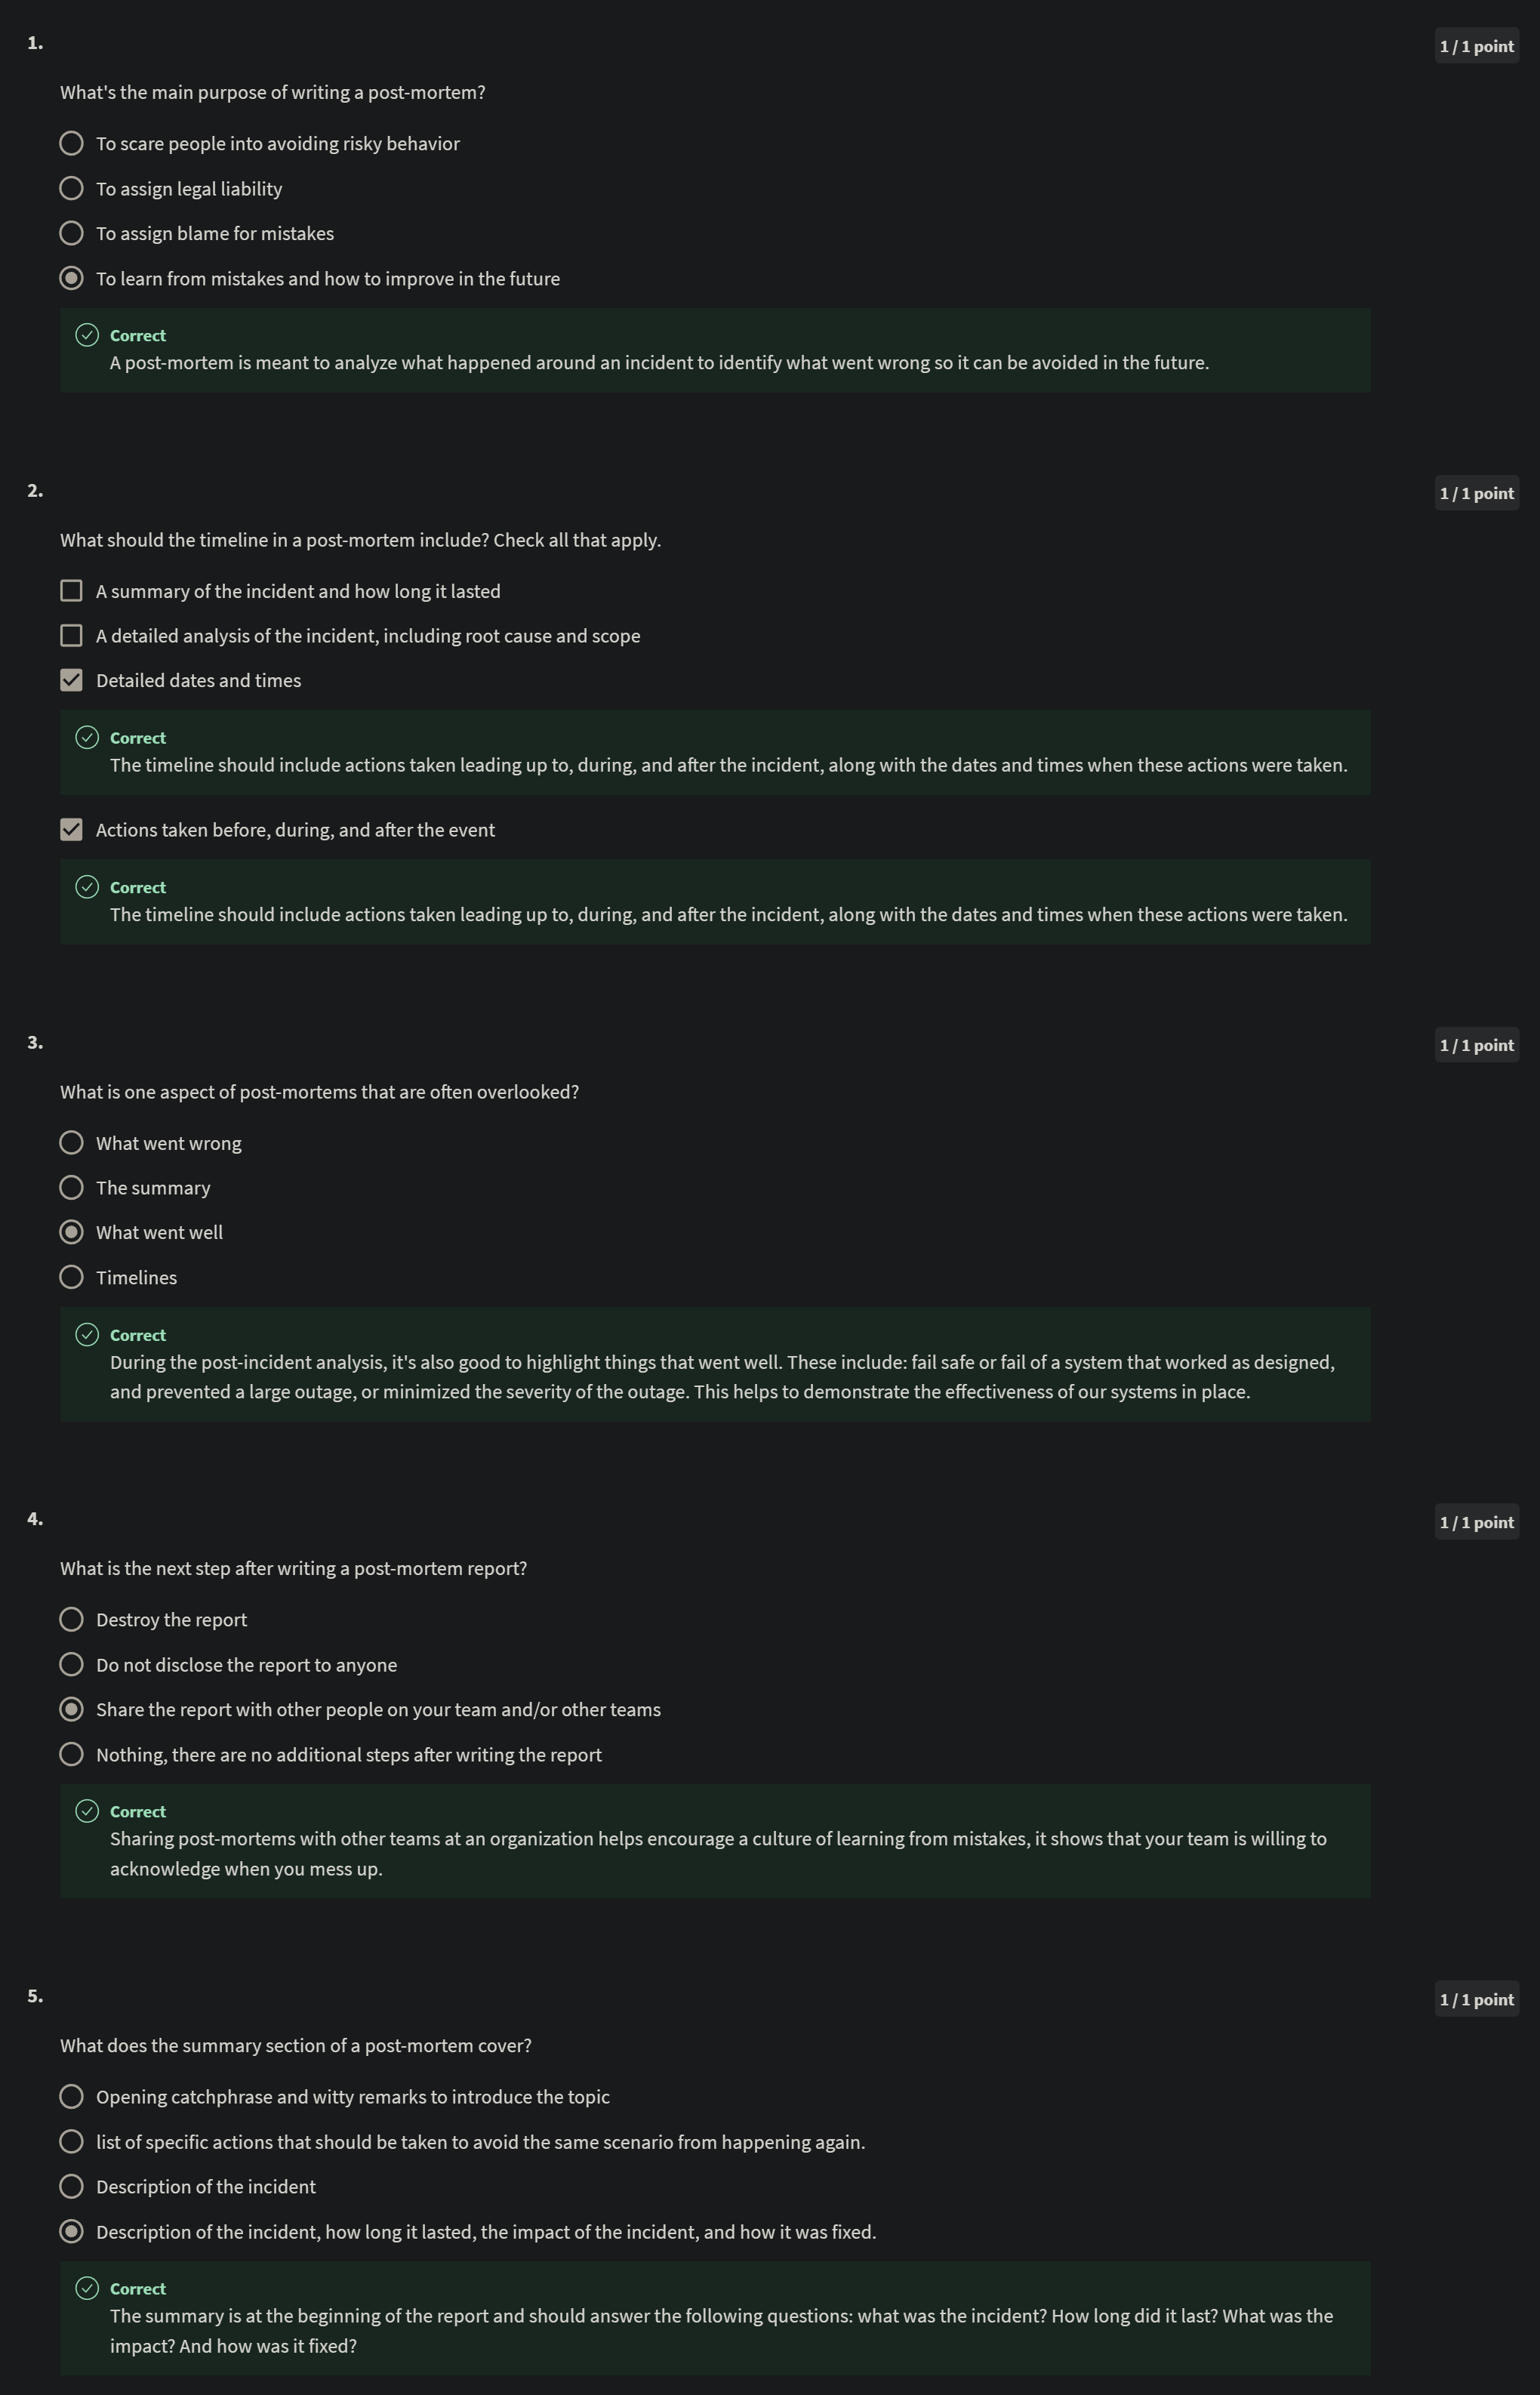 1.
1 / 1 point
What's the main purpose of writing a post-mortem?
To scare people into avoiding risky behavior
To assign legal liability
To assign blame for mistakes
To learn from mistakes and how to improve in the future
Correct
A post-mortem is meant to analyze what happened around an incident to identify what went wrong so it can be avoided in the future.
2.
1 / 1 point
What should the timeline in a post-mortem include? Check all that apply.
A summary of the incident and how long it lasted
A detailed analysis of the incident, including root cause and scope
Detailed dates and times
Correct
The timeline should include actions taken leading up to, during, and after the incident, along with the dates and times when these actions were taken.
Actions taken before, during, and after the event
Correct
The timeline should include actions taken leading up to, during, and after the incident, along with the dates and times when these actions were taken.
3.
1 / 1 point
What is one aspect of post-mortems that are often overlooked?
What went wrong
The summary
What went well
Timelines
Correct
During the post-incident analysis, it's also good to highlight things that went well. These include: fail safe or fail of a system that worked as designed,
and prevented a large outage, or minimized the severity of the outage. This helps to demonstrate the effectiveness of our systems in place.
4.
1 / 1 point
What is the next step after writing a post-mortem report?
Destroy the report
Do not disclose the report to anyone
Share the report with other people on your team and/or other teams
Nothing, there are no additional steps after writing the report
Correct
Sharing post-mortems with other teams at an organization helps encourage a culture of learning from mistakes, it shows that your team is willing to
acknowledge when you mess up.
5.
1 / 1 point
What does the summary section of a post-mortem cover?
Opening catchphrase and witty remarks to introduce the topic
list of specific actions that should be taken to avoid the same scenario from happening again.
Description of the incident
Description of the incident, how long it lasted, the impact of the incident, and how it was fixed.
Correct
The summary is at the beginning of the report and should answer the following questions: what was the incident? How long did it last? What was the
impact? And how was it fixed?